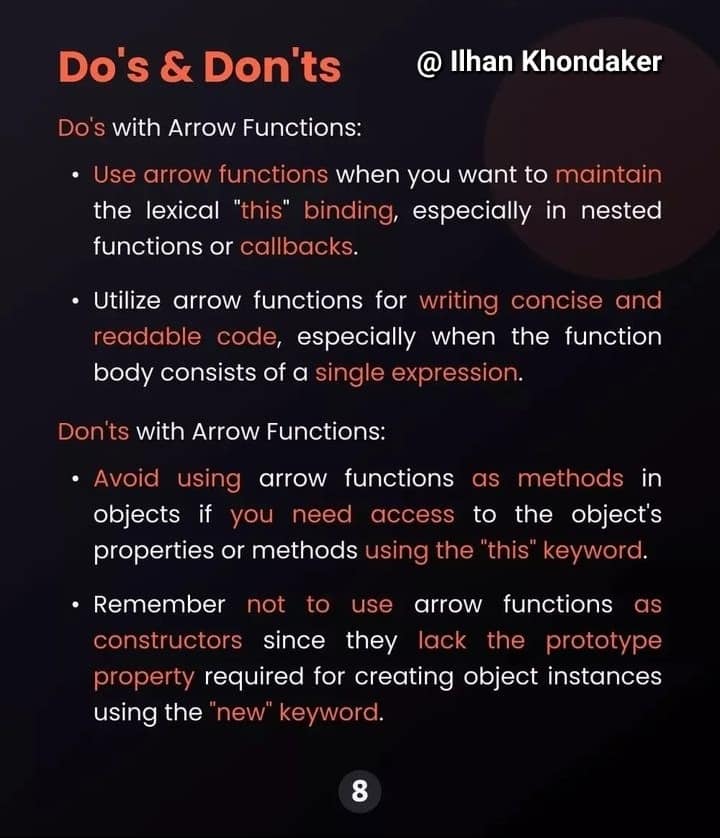 Do's & Don'ts
@ Ilhan Khondaker
Do's with Arrow Functions:
• Use arrow functions when you want to maintain
the lexical "this" binding, especially in nested
functions or callbacks.
• Utilize arrow functions for writing concise and
readable code, especially when the function
body consists of a single expression.
Don'ts with Arrow Functions:
• Avoid using arrow functions as methods in
objects if you need access to the object's
properties or methods using the "this" keyword.
• Remember not to use arrow functions as
constructors since they lack the prototype
property required for creating object instances
using the "new" keyword.
8